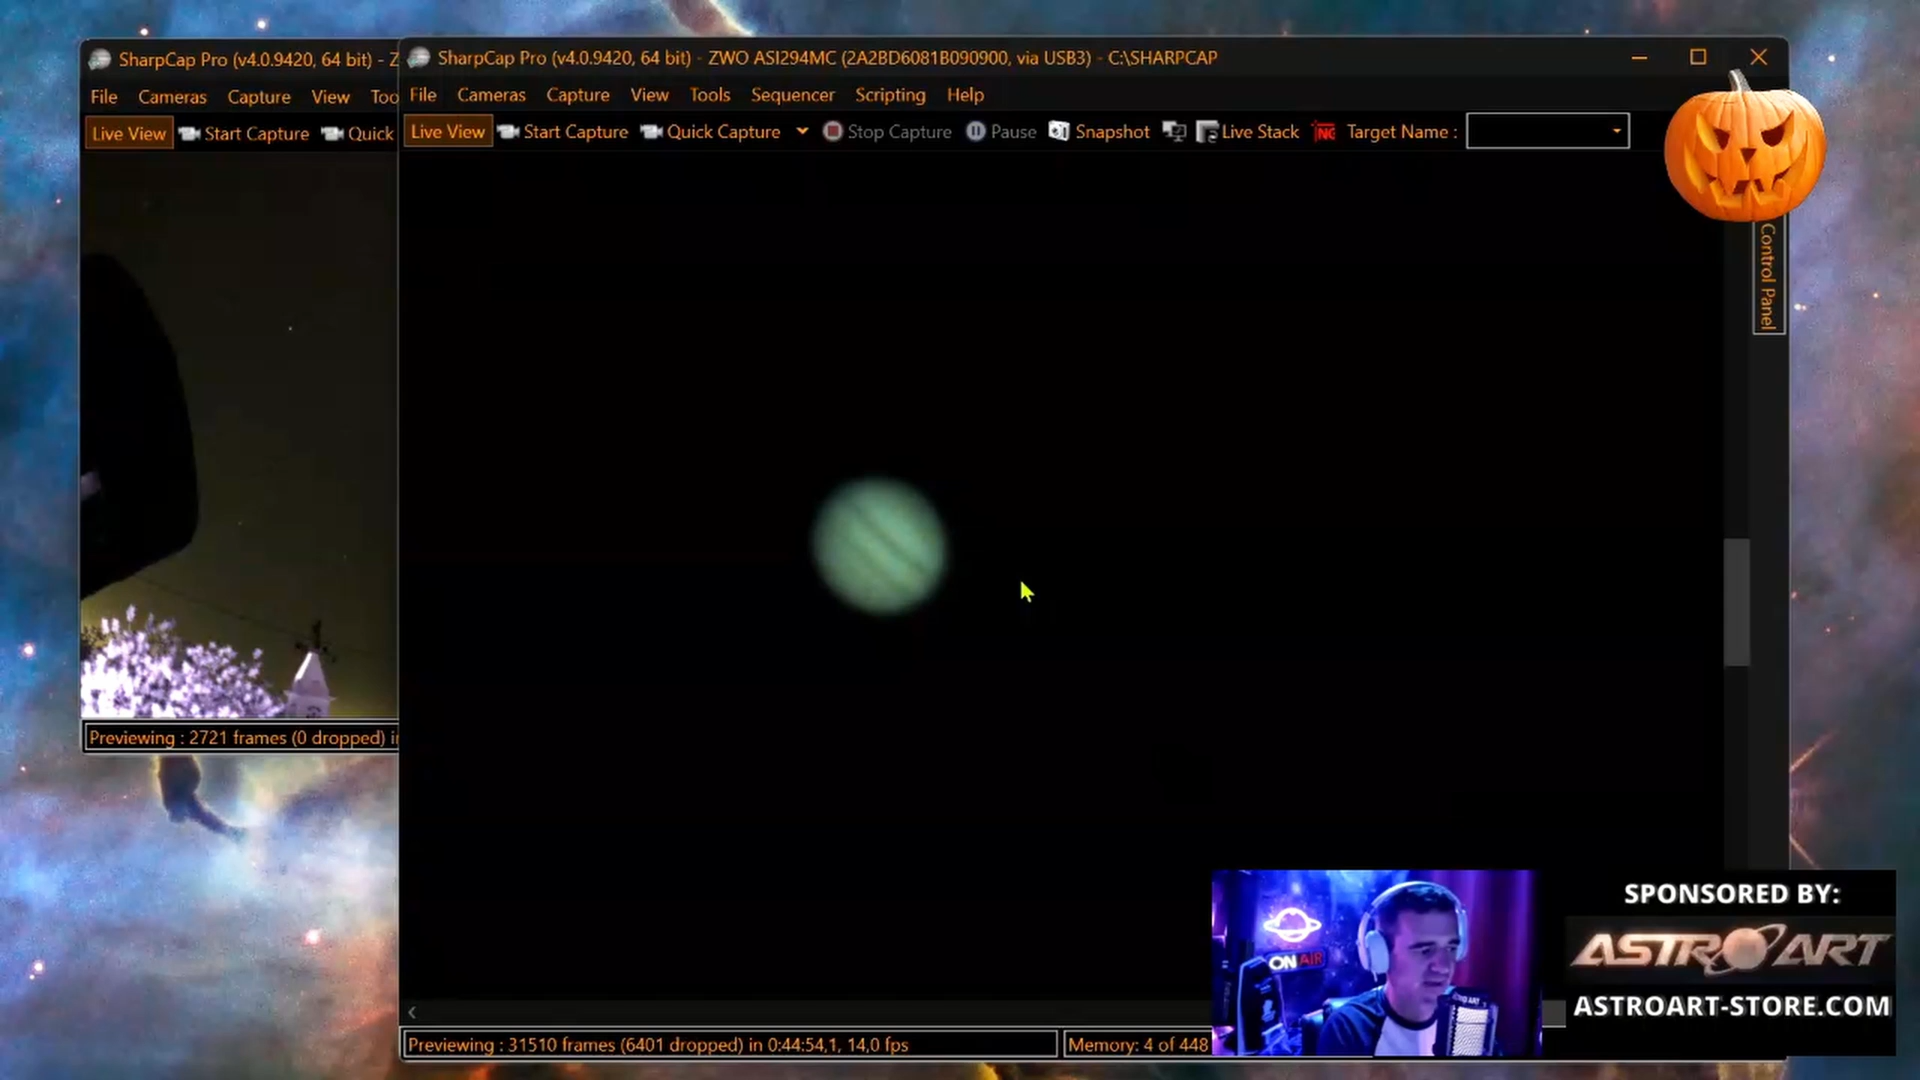 SharpCap Pro (v4.0.9420, 64 bit) - Z
File Cameras Capture View Too
Live View Start Capture Quick
Previewing : 2721 frames (0 dropped) i
SharpCap Pro (v4.0.9420, 64 bit) - ZWO ASI294MC (2A2BD6081B090900, via USB3) - C:\SHARPCAP
File Cameras Capture View Tools Sequencer Scripting Help
Live View Start Capture Quick Capture Stop Capture Pause Snapshot Live Stack Target Name :
Control Panel
Previewing : 31510 frames (6401 dropped) in 0:44:54,1, 14,0 fps
Memory: 4 of 448
ON AIR
SPONSORED BY:
ASTROART
ASTROART-STORE.COM